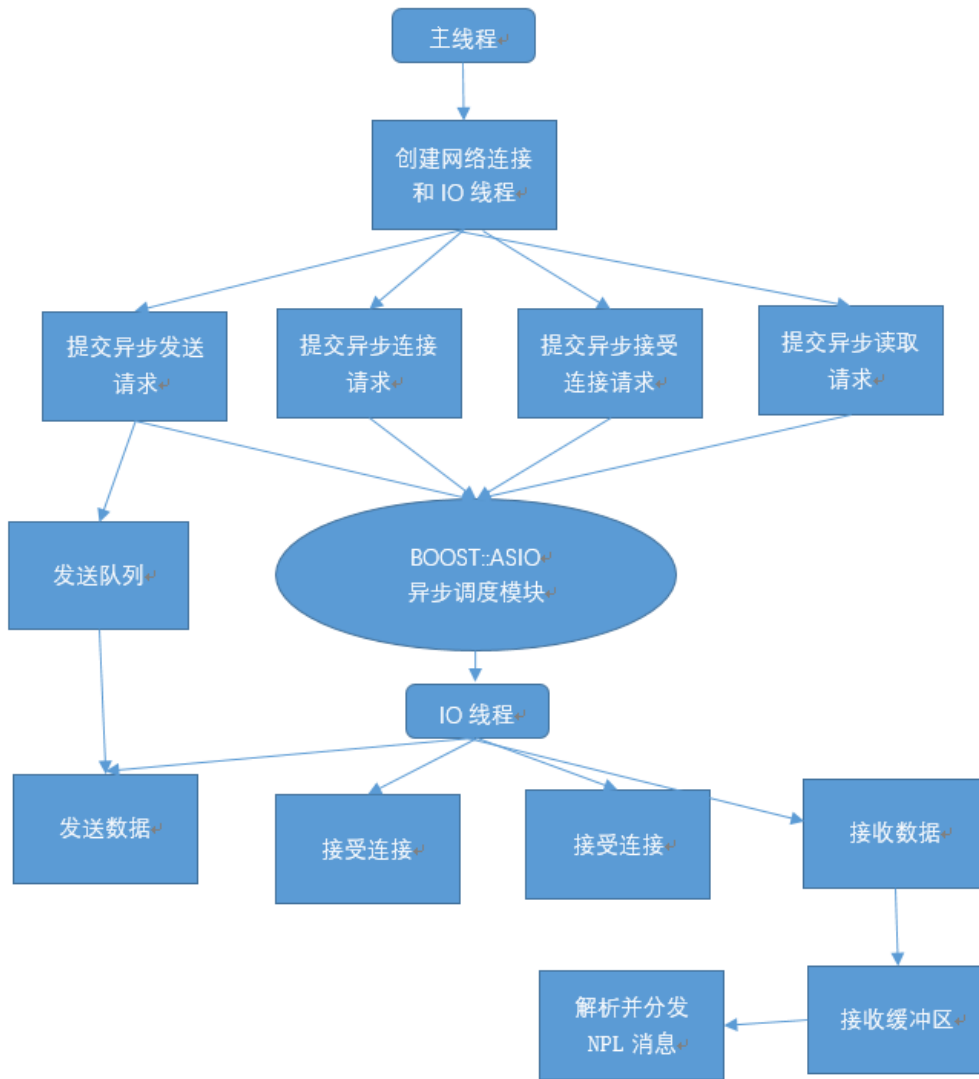 主线程
创建网络连接
和 IO 线程
提交异步发送
请求
提交异步连接
请求
提交异步接受
连接请求
提交异步读取
请求
发送队列
BOOST::ASIO
异步调度模块
IO 线程
发送数据
接受连接
接受连接
接收数据
解析并分发
NPL 消息
接收缓冲区